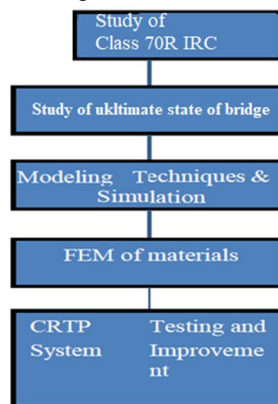 Study of
Class 70R IRC
Study of ukltimate state of bridge
Modeling Techniques &
Simulation
FEM of materials
CRTP Testing and
System Improveme
nt